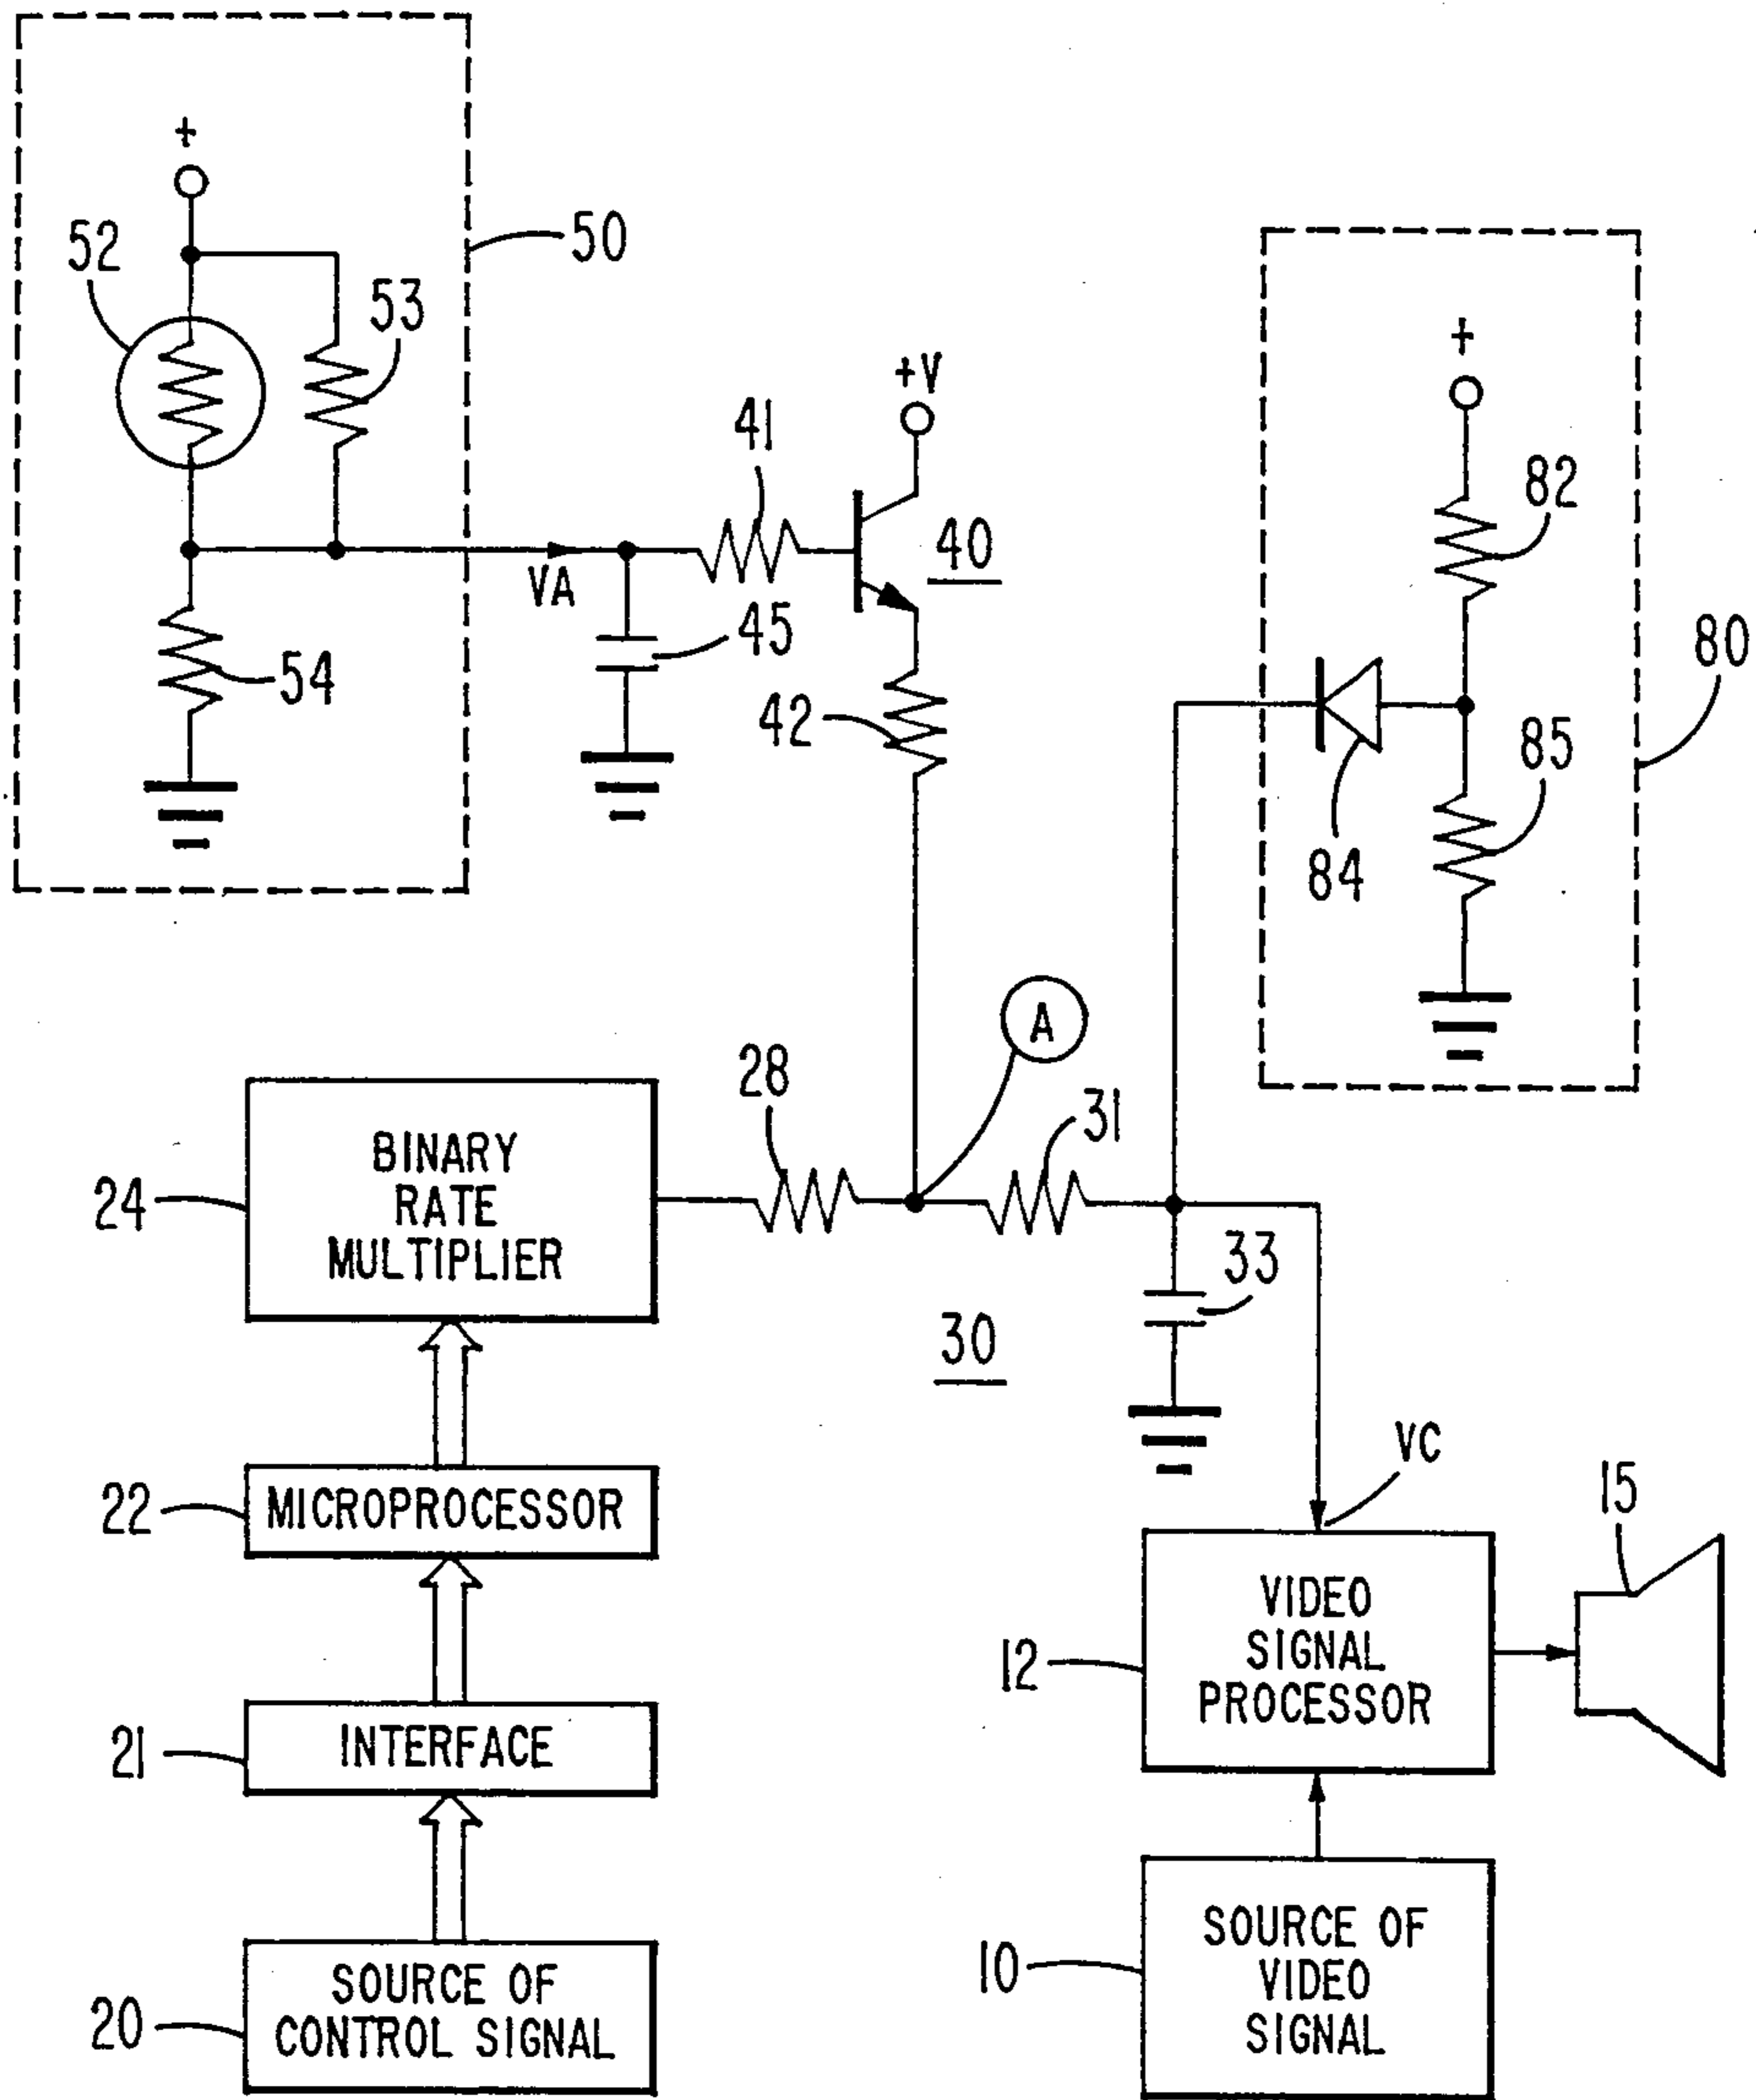 +
52
53
50
54
VA
41
45
+V
40
42
+
82
80
84
85
A
28
31
24
BINARY
RATE
MULTIPLIER
33
30
VC
22
MICROPROCESSOR
15
12
VIDEO
SIGNAL
PROCESSOR
21
INTERFACE
20
SOURCE OF
CONTROL SIGNAL
10
SOURCE OF
VIDEO
SIGNAL